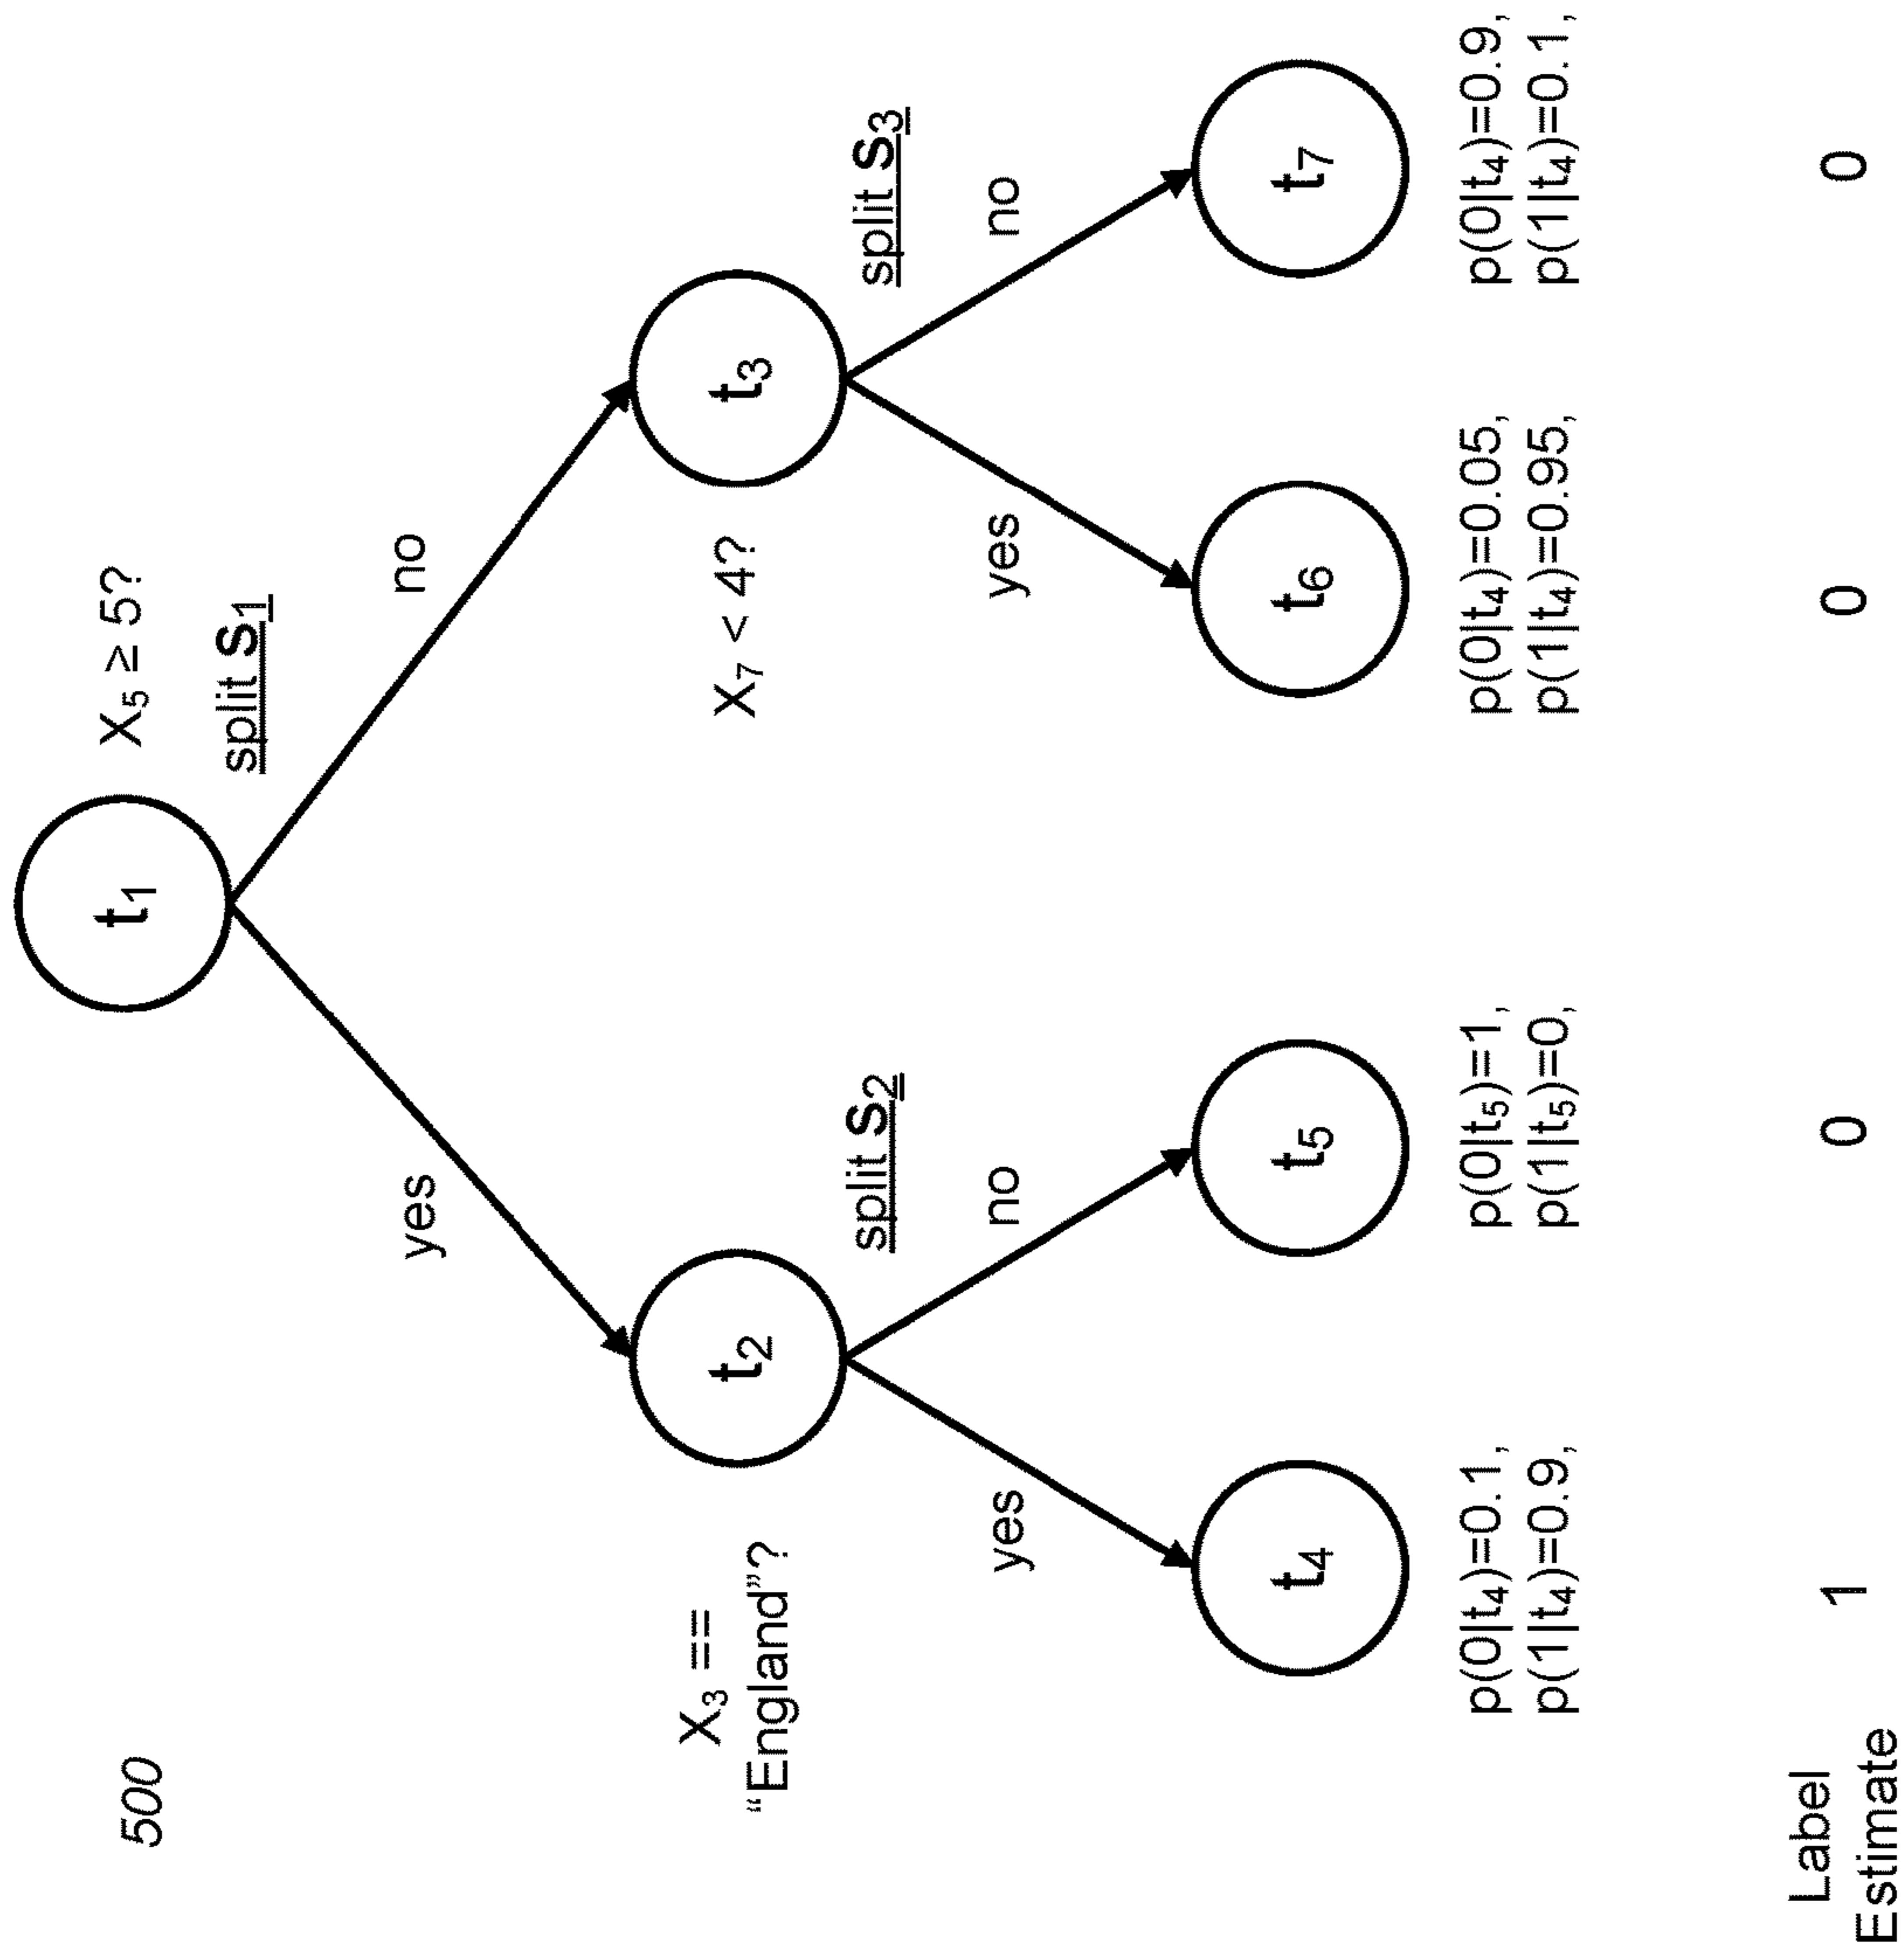 500
t₁
X₅ ≥ 5?
split S₁
yes
no
X₃ ==
“England”?
t₂
split S₂
X₇ < 4?
t₃
split S₃
yes
no
yes
no
t₄
t₅
t₆
t₇
p(0|t₄)=0.1,
p(1|t₄)=0.9,
p(0|t₅)=1,
p(1|t₅)=0,
p(0|t₄)=0.05,
p(1|t₄)=0.95,
p(0|t₄)=0.9,
p(1|t₄)=0.1,
Label
Estimate
1
0
0
0